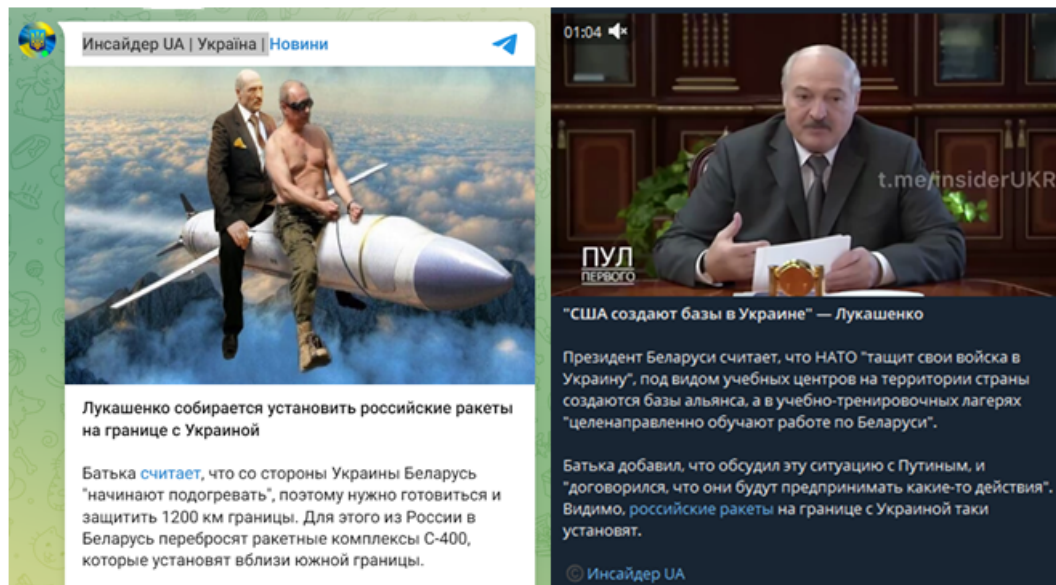 Инсайдер UA | Україна | Новини
Лукашенко собирается установить российские ракеты
на границе с Украиной
Батька считает, что со стороны Украины Беларусь
"начинают подогревать", поэтому нужно готовиться и
защитить 1200 км границы. Для этого из России в
Беларусь перебросят ракетные комплексы С-400,
которые установят вблизи южной границы.
01:04
t.me/insiderUKR
ПУЛ
ПЕРВОГО
"США создают базы в Украине" — Лукашенко
Президент Беларуси считает, что НАТО "тащит свои войска в
Украину", под видом учебных центров на территории страны
создаются базы альянса, а в учебно-тренировочных лагерях
"целенаправленно обучают работе по Беларуси".
Батька добавил, что обсудил эту ситуацию с Путиным, и
"договорился, что они будут предпринимать какие-то действия".
Видимо, российские ракеты на границе с Украиной таки
установят.
© Инсайдер UA